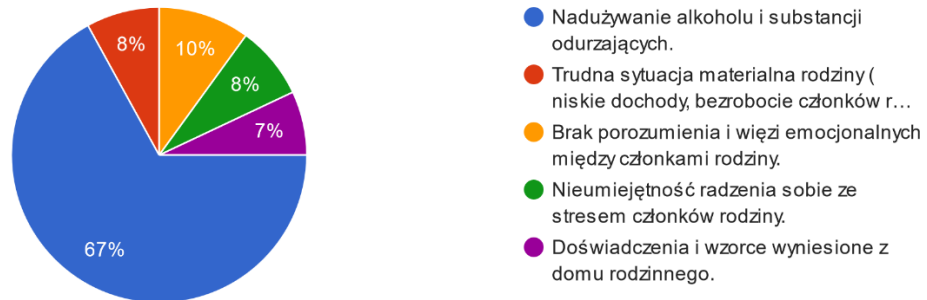 8%
10%
8%
7%
67%
Nadużywanie alkoholu i substancji
odurzających.
Trudna sytuacja materialna rodziny (
niskie dochody, bezrobocie członków r…
Brak porozumienia i więzi emocjonalnych
między członkami rodziny.
Nieumiejętność radzenia sobie ze
stresem członków rodziny.
Doświadczenia i wzorce wyniesione z
domu rodzinnego.